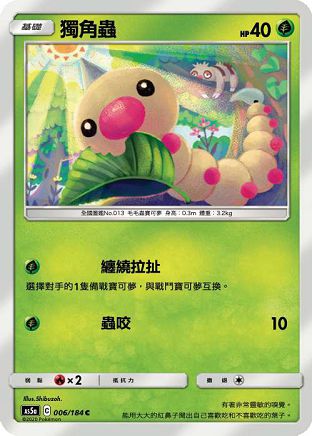 基礎 獨角蟲 HP40
全國圖鑑No.013 毛毛蟲寶可夢 身高：0.3m 體重：3.2kg
纏繞拉扯
選擇對手的1隻備戰寶可夢，與戰鬥寶可夢互換。
蟲咬 10
弱點 ×2 抵抗力 撤退
Illus.Shibuzoh.
AS5a C 006/184 C
©2020 Pokémon
有著非常靈敏的嗅覺。
能用大大的紅鼻子聞出自己喜歡吃和不喜歡吃的葉子。